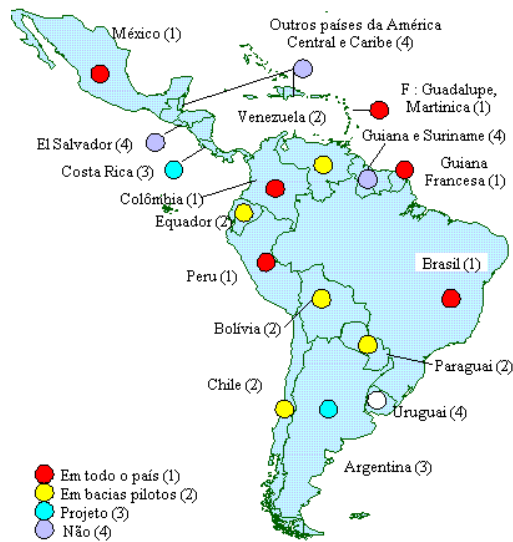 México (1)
Outros países da América
Central e Caribe (4)
F : Guadalupe,
Martinica (1)
Venezuela (2)
El Salvador (4)
Guiana e Suriname (4)
Costa Rica (3)
Guiana
Francesa (1)
Colômbia (1)
Equador (2)
Peru (1)
Brasil (1)
Bolívia (2)
Paraguai (2)
Chile (2)
Uruguai (4)
Argentina (3)
Em todo o país (1)
Em bacias pilotos (2)
Projeto (3)
Não (4)